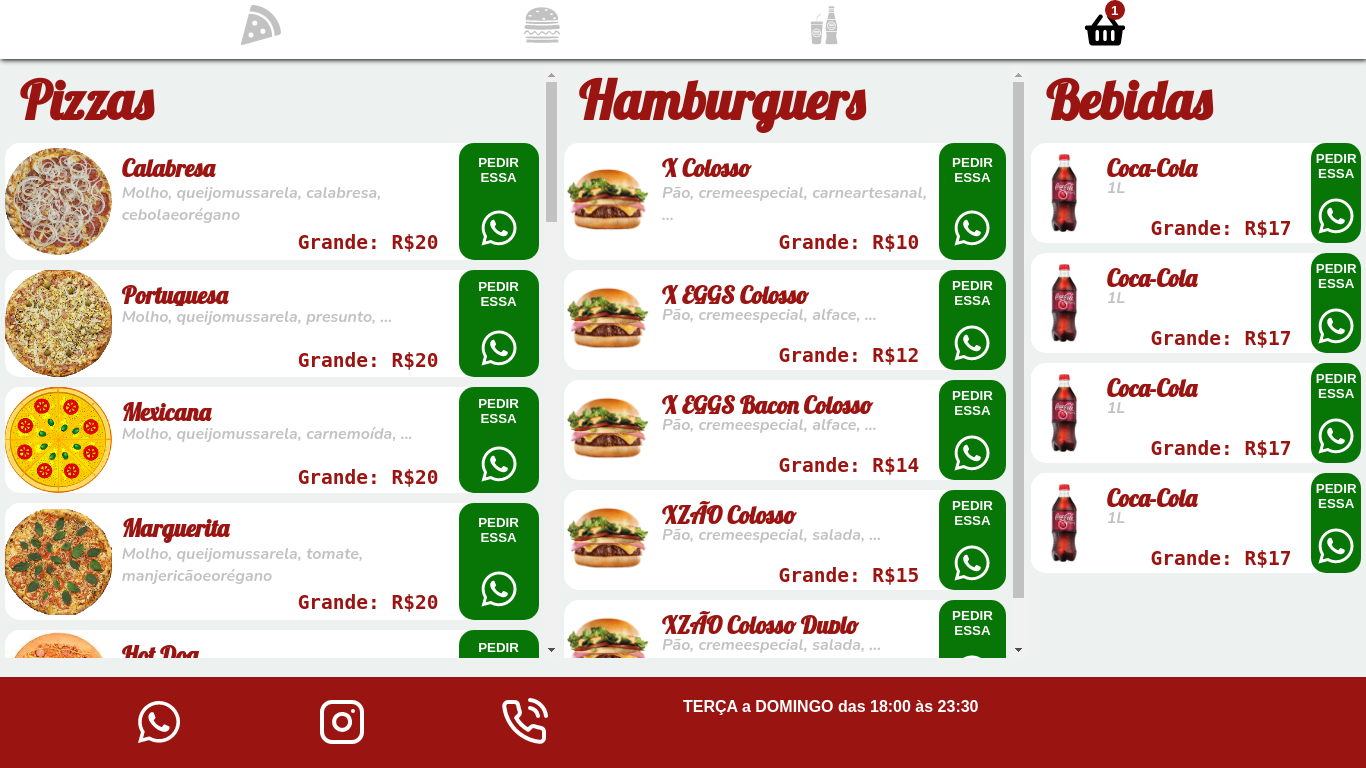 1
Pizzas
Calabresa
Molho, queijomussarela, calabresa,
cebolaeorégano
Grande: R$20
PEDIR
ESSA
Portuguesa
Molho, queijomussarela, presunto, ...
Grande: R$20
PEDIR
ESSA
Mexicana
Molho, queijomussarela, carnemoída, ...
Grande: R$20
PEDIR
ESSA
Marguerita
Molho, queijomussarela, tomate,
manjericãoeorégano
Grande: R$20
PEDIR
ESSA
Hot Dog
PEDIR
Hamburguers
X Colosso
Pão, cremeespecial, carneartesanal,
...
Grande: R$10
PEDIR
ESSA
X EGGS Colosso
Pão, cremeespecial, alface, ...
Grande: R$12
PEDIR
ESSA
X EGGS Bacon Colosso
Pão, cremeespecial, alface, ...
Grande: R$14
PEDIR
ESSA
XZÃO Colosso
Pão, cremeespecial, salada, ...
Grande: R$15
PEDIR
ESSA
XZÃO Colosso Duplo
Pão, cremeespecial, salada, ...
PEDIR
ESSA
Bebidas
Coca-Cola
1L
Grande: R$17
PEDIR
ESSA
Coca-Cola
1L
Grande: R$17
PEDIR
ESSA
Coca-Cola
1L
Grande: R$17
PEDIR
ESSA
Coca-Cola
1L
Grande: R$17
PEDIR
ESSA
TERÇA a DOMINGO das 18:00 às 23:30